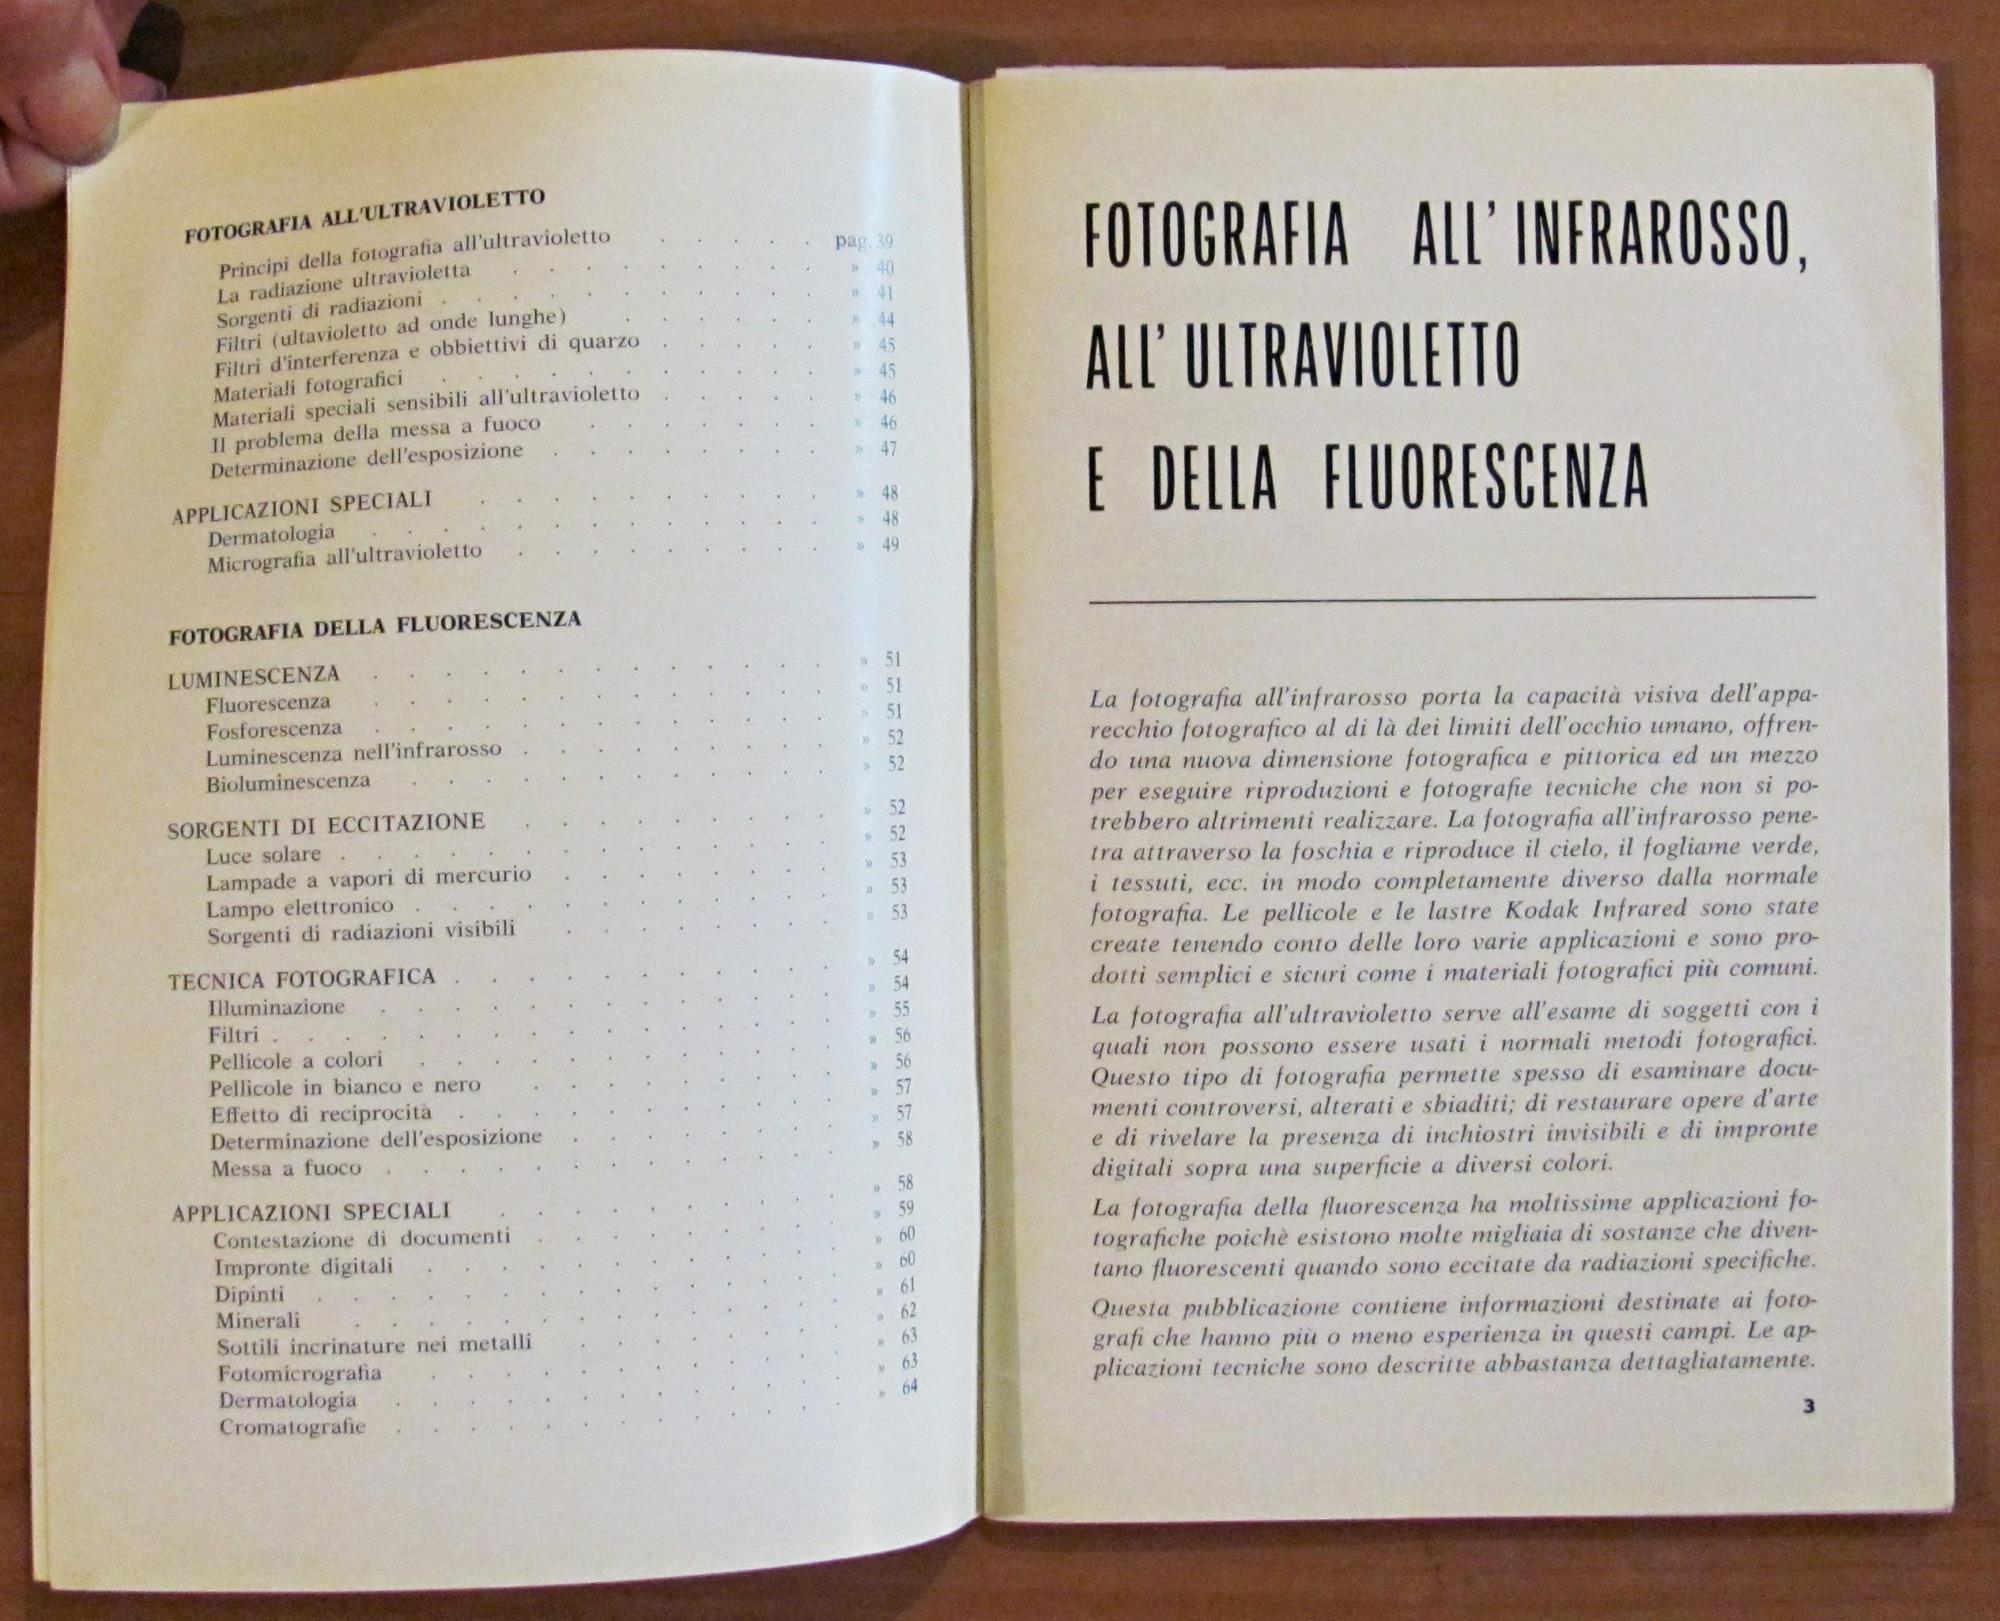 FOTOGRAFIA ALL'ULTRAVIOLETTO
Principi della fotografia all'ultravioletto . . . . . pag. 39
La radiazione ultravioletta . . . . . . . . » 40
Sorgenti di radiazioni . . . . . . . . . » 41
Filtri (ultavioletto ad onde lunghe) . . . . . . » 44
Filtri d'interferenza e obbiettivi di quarzo . . . . . » 45
Materiali fotografici . . . . . . . . . » 45
Materiali speciali sensibili all'ultravioletto . . . . . » 46
Il problema della messa a fuoco . . . . . . » 46
Determinazione dell'esposizione . . . . . . . » 47
APPLICAZIONI SPECIALI . . . . . . . . . » 48
Dermatologia . . . . . . . . . . . » 48
Micrografia all'ultravioletto . . . . . . . . » 49
FOTOGRAFIA DELLA FLUORESCENZA
LUMINESCENZA . . . . . . . . . . . » 51
Fluorescenza . . . . . . . . . . . » 51
Fosforescenza . . . . . . . . . . . » 51
Luminescenza nell'infrarosso . . . . . . . . » 52
Bioluminescenza . . . . . . . . . . » 52
SORGENTI DI ECCITAZIONE . . . . . . . . » 52
Luce solare . . . . . . . . . . . . » 52
Lampade a vapori di mercurio . . . . . . . » 53
Lampo elettronico . . . . . . . . . . » 53
Sorgenti di radiazioni visibili . . . . . . . » 53
TECNICA FOTOGRAFICA . . . . . . . . . . » 54
Illuminazione . . . . . . . . . . . » 54
Filtri . . . . . . . . . . . . . » 55
Pellicole a colori . . . . . . . . . . » 56
Pellicole in bianco e nero . . . . . . . . » 56
Effetto di reciprocità . . . . . . . . . » 57
Determinazione dell'esposizione . . . . . . . » 57
Messa a fuoco . . . . . . . . . . . » 58
APPLICAZIONI SPECIALI . . . . . . . . . » 58
Contestazione di documenti . . . . . . . . » 59
Impronte digitali . . . . . . . . . . » 60
Dipinti . . . . . . . . . . . . » 60
Minerali . . . . . . . . . . . . » 61
Sottili incrinature nei metalli . . . . . . . » 62
Fotomicrografia . . . . . . . . . . » 63
Dermatologia . . . . . . . . . . . » 63
Cromatografie . . . . . . . . . . . » 64
FOTOGRAFIA ALL'INFRAROSSO,
ALL'ULTRAVIOLETTO
E DELLA FLUORESCENZA
La fotografia all'infrarosso porta la capacità visiva dell'appa-
recchio fotografico al di là dei limiti dell'occhio umano, offren-
do una nuova dimensione fotografica e pittorica ed un mezzo
per eseguire riproduzioni e fotografie tecniche che non si po-
trebbero altrimenti realizzare. La fotografia all'infrarosso pene-
tra attraverso la foschia e riproduce il cielo, il fogliame verde,
i tessuti, ecc. in modo completamente diverso dalla normale
fotografia. Le pellicole e le lastre Kodak Infrared sono state
create tenendo conto delle loro varie applicazioni e sono pro-
dotti semplici e sicuri come i materiali fotografici più comuni.
La fotografia all'ultravioletto serve all'esame di soggetti con i
quali non possono essere usati i normali metodi fotografici.
Questo tipo di fotografia permette spesso di esaminare docu-
menti controversi, alterati e sbiaditi; di restaurare opere d'arte
e di rivelare la presenza di inchiostri invisibili e di impronte
digitali sopra una superficie a diversi colori.
La fotografia della fluorescenza ha moltissime applicazioni fo-
tografiche poichè esistono molte migliaia di sostanze che diven-
tano fluorescenti quando sono eccitate da radiazioni specifiche.
Questa pubblicazione contiene informazioni destinate ai foto-
grafi che hanno più o meno esperienza in questi campi. Le ap-
plicazioni tecniche sono descritte abbastanza dettagliatamente.
3